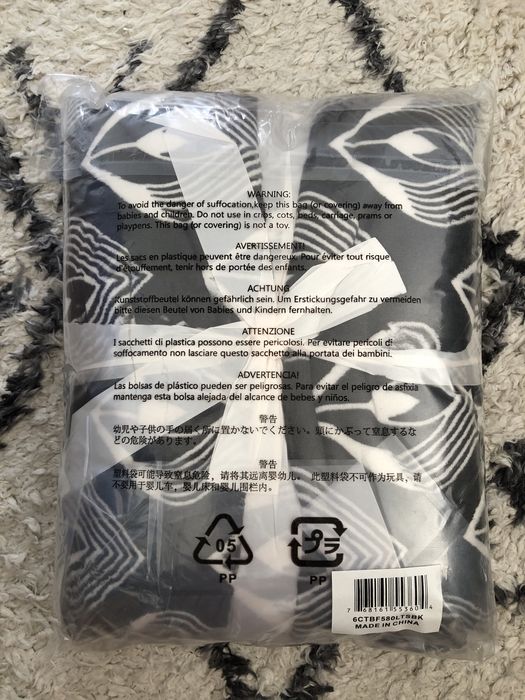 WARNING:
To avoid the danger of suffocation,keep this bag (or covering) away from
babies and children. Do not use in crips, cots, beds, carriage, prams or
playpens. This bag (or covering) is not a toy.
AVERTISSEMENT!
Les sacs en plastique peuvent être dangereux. Pour éviter tout risque
d'étouffement, tenir hors de portée des enfants.
ACHTUNG
Kunststoffbeutel können gefährlich sein. Um Erstickungsgefahr zu vermeiden
bitte diesen Beutel von Babies und Kindern fernhalten.
ATTENZIONE
I sacchetti di plastica possono essere pericolosi. Per evitare pericoli di
soffocamento non lasciare questo sacchetto alla portata dei bambini.
ADVERTENCIA!
Las bolsas de plástico pueden ser peligrosas. Para evitar el peligro de asfixia
mantenga esta bolsa alejada del alcance de bebes y niños.
警告
幼児や子供の手の届く所に置かないでください。頭にかぶって窒息するな
どの危険があります。
警告
塑料袋可能导致窒息危险，请将其远离婴幼儿。 此塑料袋不可作为玩具，请
不要用于婴儿车，婴儿床和婴儿围栏内。
05
PP
プラ
PP
7 68161 55360 4
6CTBF580LTSBK
MADE IN CHINA